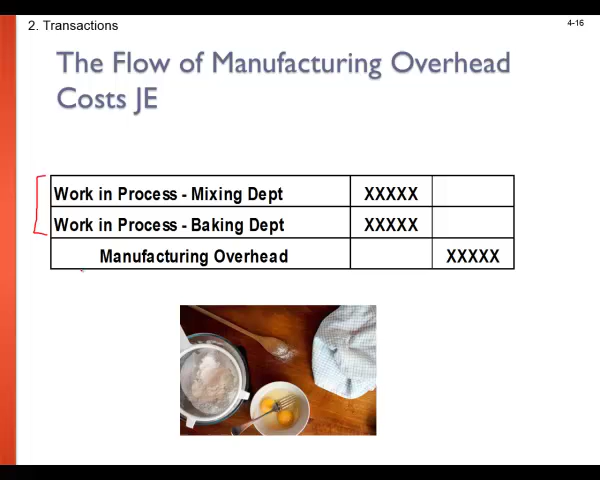 2. Transactions
4-16
The Flow of Manufacturing Overhead
Costs JE
Work in Process - Mixing Dept XXXXX
Work in Process - Baking Dept XXXXX
Manufacturing Overhead XXXXX